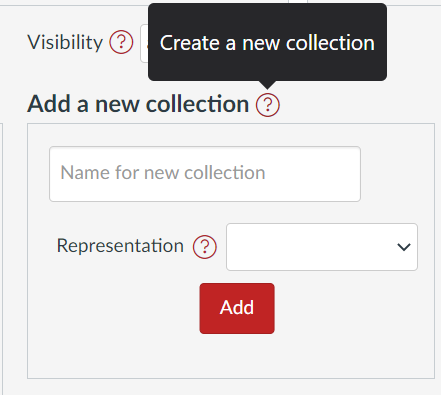 Visibility ?
Create a new collection
Add a new collection ?
Name for new collection
Representation ?
Add